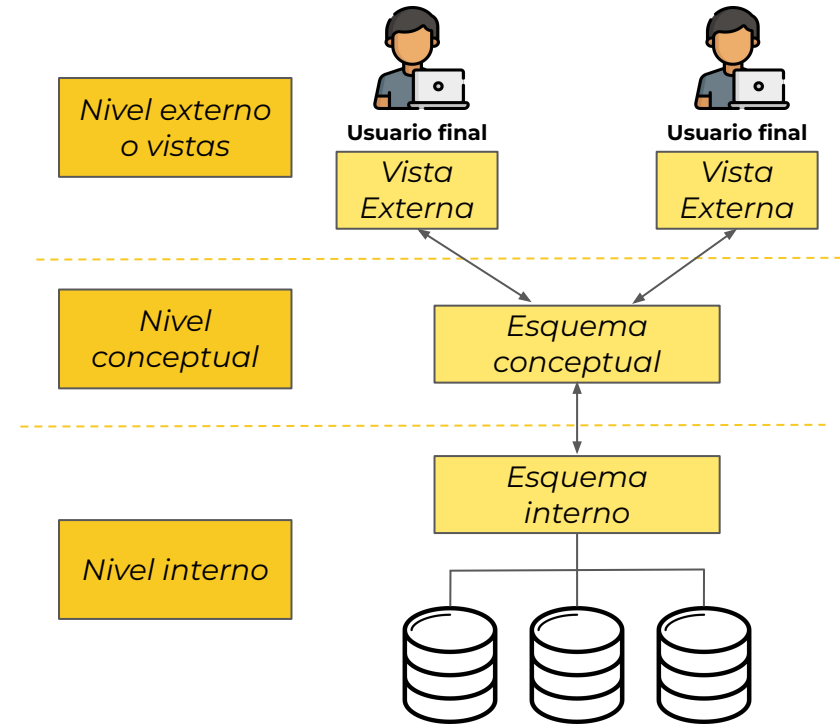 Nivel externo
o vistas
Usuario final
Usuario final
Vista
Externa
Vista
Externa
Nivel
conceptual
Esquema
conceptual
Esquema
interno
Nivel interno